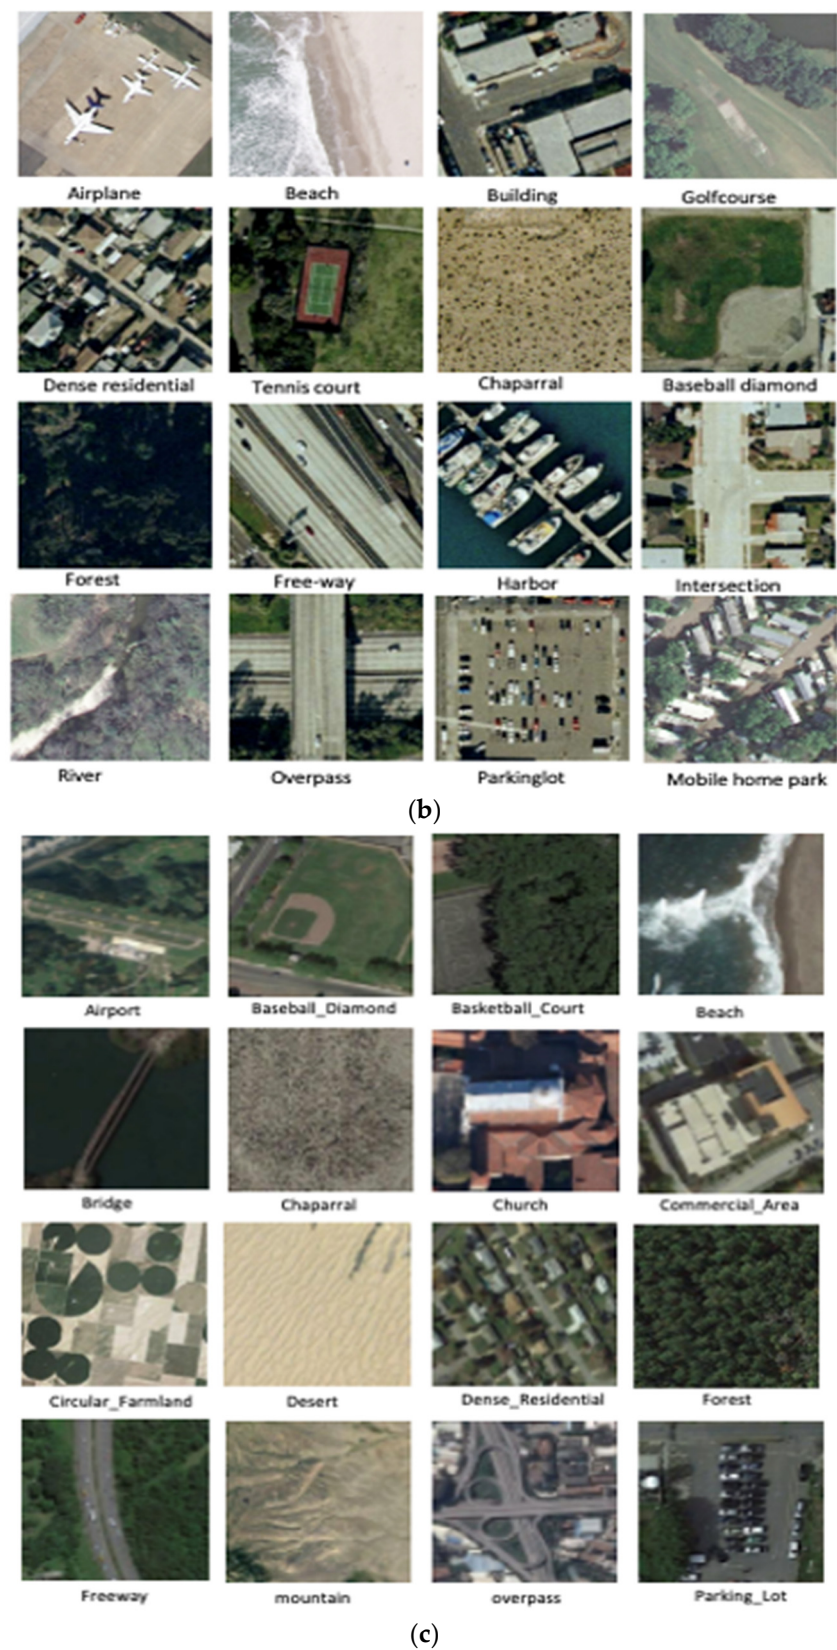 Airplane Beach Building Golfcourse
Dense residential Tennis court Chaparral Baseball diamond
Forest Free-way Harbor Intersection
River Overpass Parkinglot Mobile home park
(b)
Airport Baseball_Diamond Basketball_Court Beach
Bridge Chaparral Church Commercial_Area
Circular_Farmland Desert Dense_Residential Forest
Freeway mountain overpass Parking_Lot
(c)